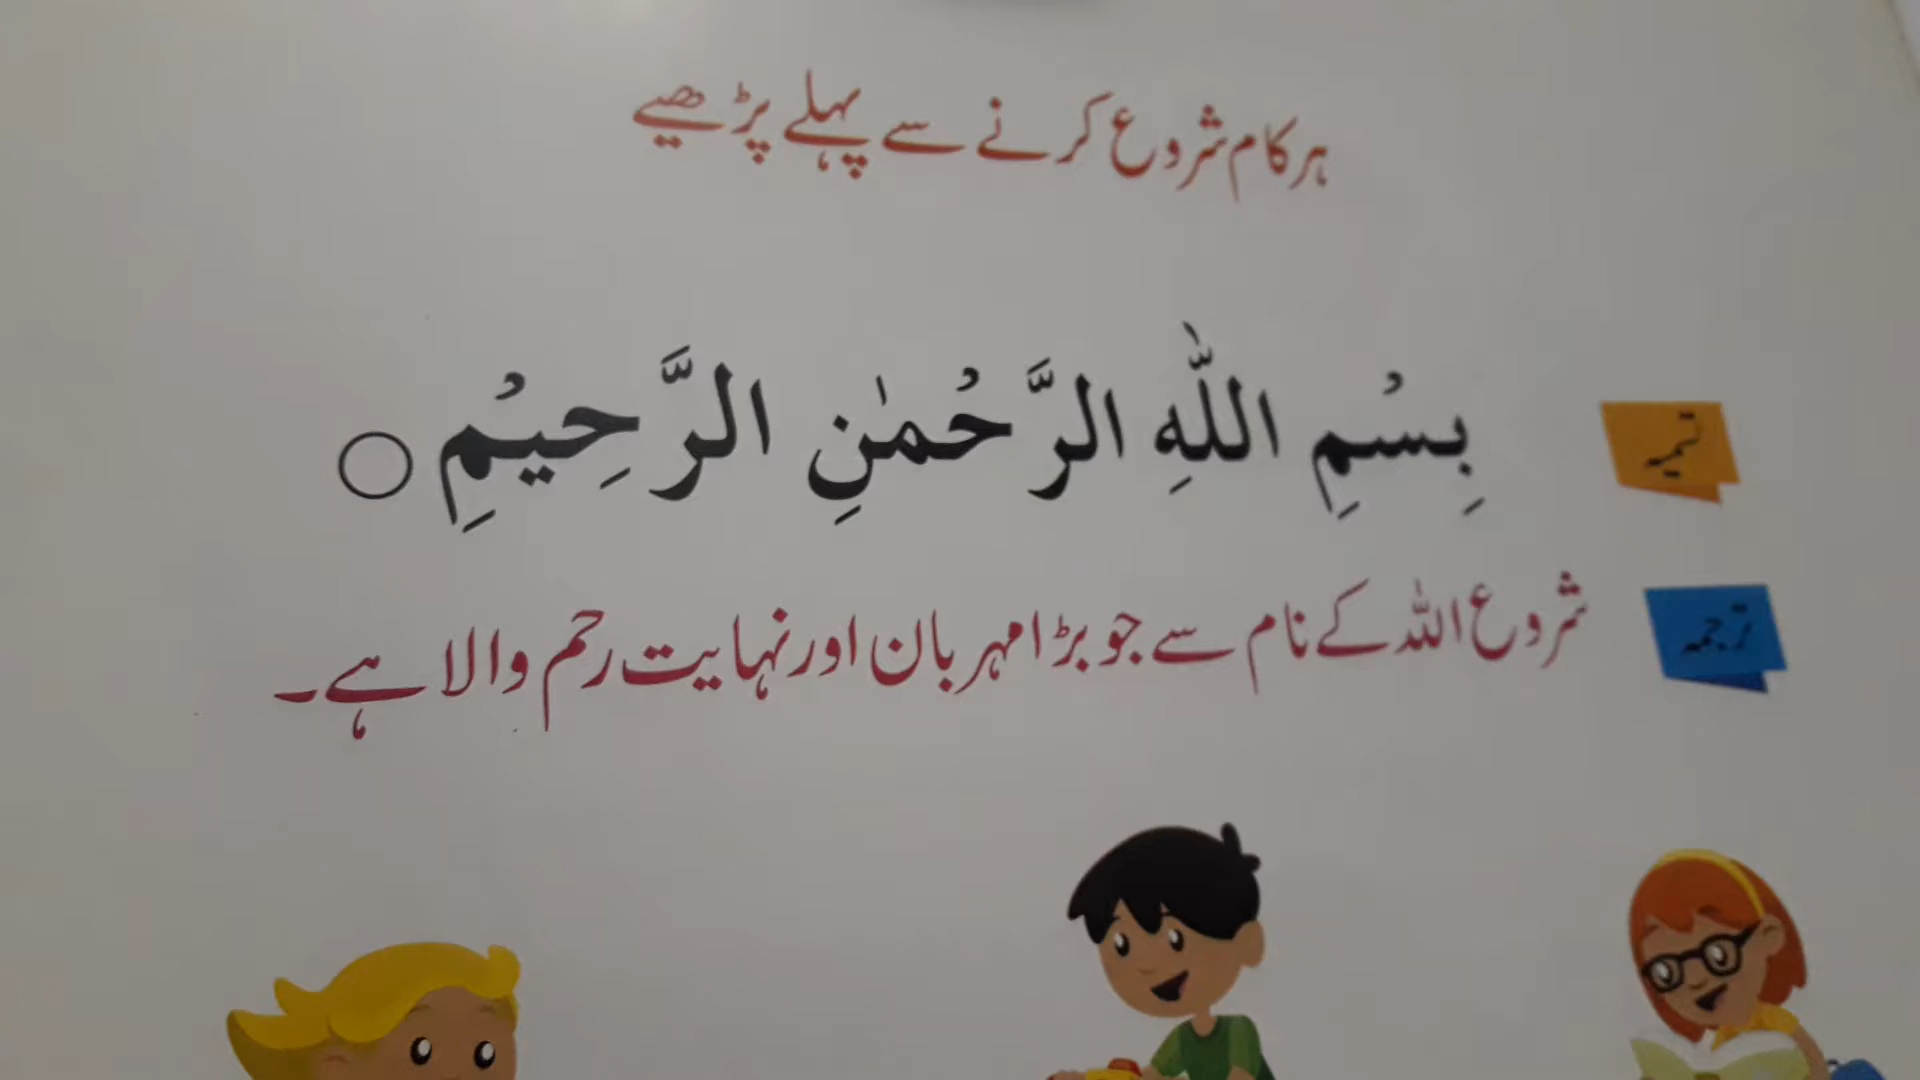 ہر کام شروع کرنے سے پہلے پڑھیے
تسمیہ
بِسْمِ اللّٰهِ الرَّحْمٰنِ الرَّحِيْمِ ○
ترجمہ
شروع اللہ کے نام سے جو بڑا مہربان اور نہایت رحم والا ہے۔